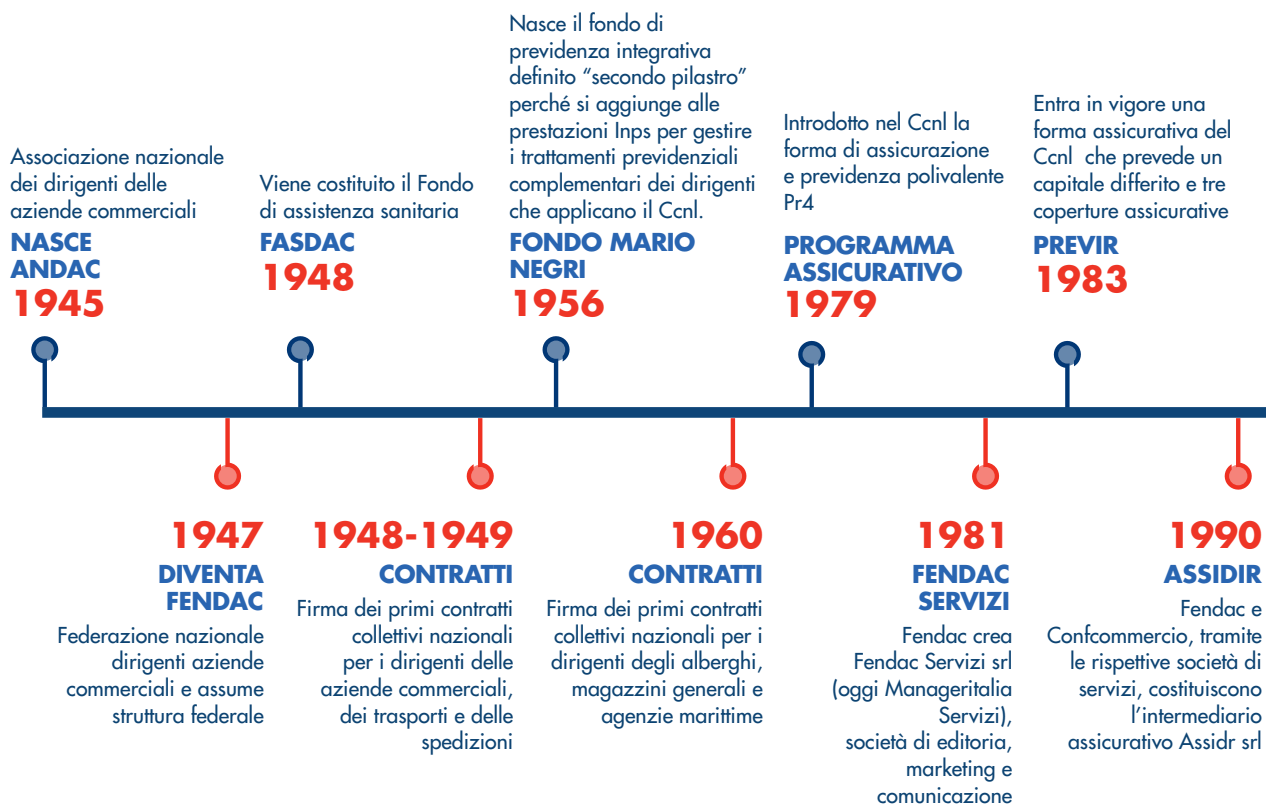 Associazione nazionale
dei dirigenti delle
aziende commerciali
NASCE
ANDAC
1945
Viene costituito il Fondo
di assistenza sanitaria
FASDAC
1948
Nasce il fondo di
previdenza integrativa
definito “secondo pilastro”
perché si aggiunge alle
prestazioni Inps per gestire
i trattamenti previdenziali
complementari dei dirigenti
che applicano il Ccnl.
FONDO MARIO
NEGRI
1956
Introdotto nel Ccnl la
forma di assicurazione
e previdenza polivalente
Pr4
PROGRAMMA
ASSICURATIVO
1979
Entra in vigore una
forma assicurativa del
Ccnl che prevede un
capitale differito e tre
coperture assicurative
PREVIR
1983
1947
DIVENTA
FENDAC
Federazione nazionale
dirigenti aziende
commerciali e assume
struttura federale
1948-1949
CONTRATTI
Firma dei primi contratti
collettivi nazionali
per i dirigenti delle
aziende commerciali,
dei trasporti e delle
spedizioni
1960
CONTRATTI
Firma dei primi contratti
collettivi nazionali per i
dirigenti degli alberghi,
magazzini generali e
agenzie marittime
1981
FENDAC
SERVIZI
Fendac crea
Fendac Servizi srl
(oggi Manageritalia
Servizi),
società di editoria,
marketing e
comunicazione
1990
ASSIDIR
Fendac e
Confcommercio, tramite
le rispettive società di
servizi, costituiscono
l’intermediario
assicurativo Assidr srl